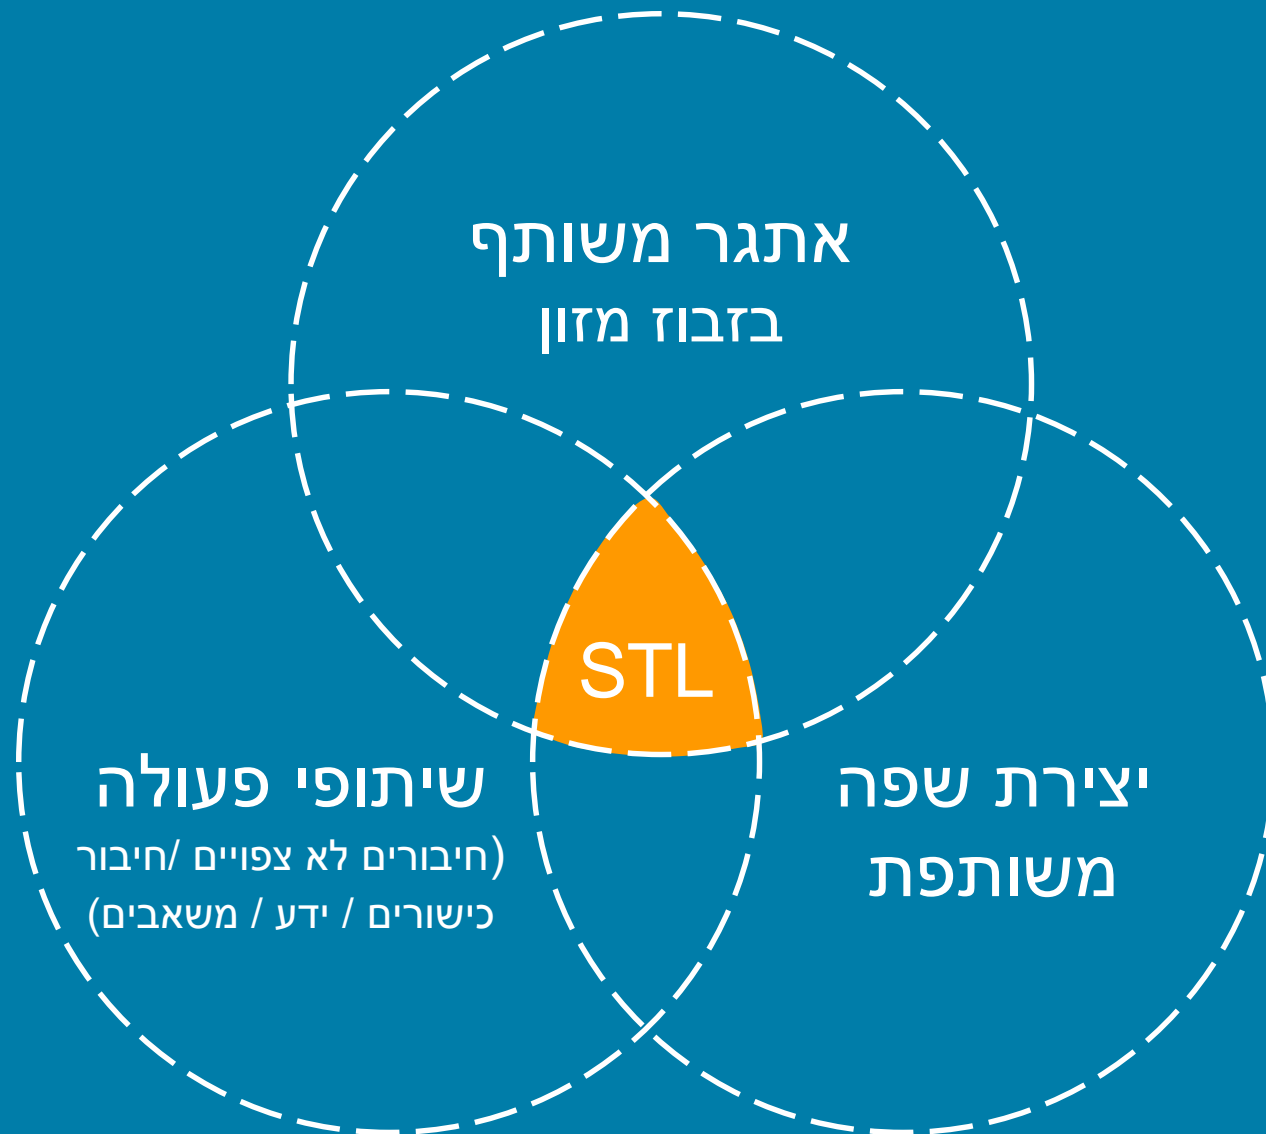 אתגר משותף
בזבוז מזון
STL
יצירת שפה
משותפת
שיתופי פעולה
(חיבורים לא צפויים /חיבור
כישורים / ידע / משאבים)